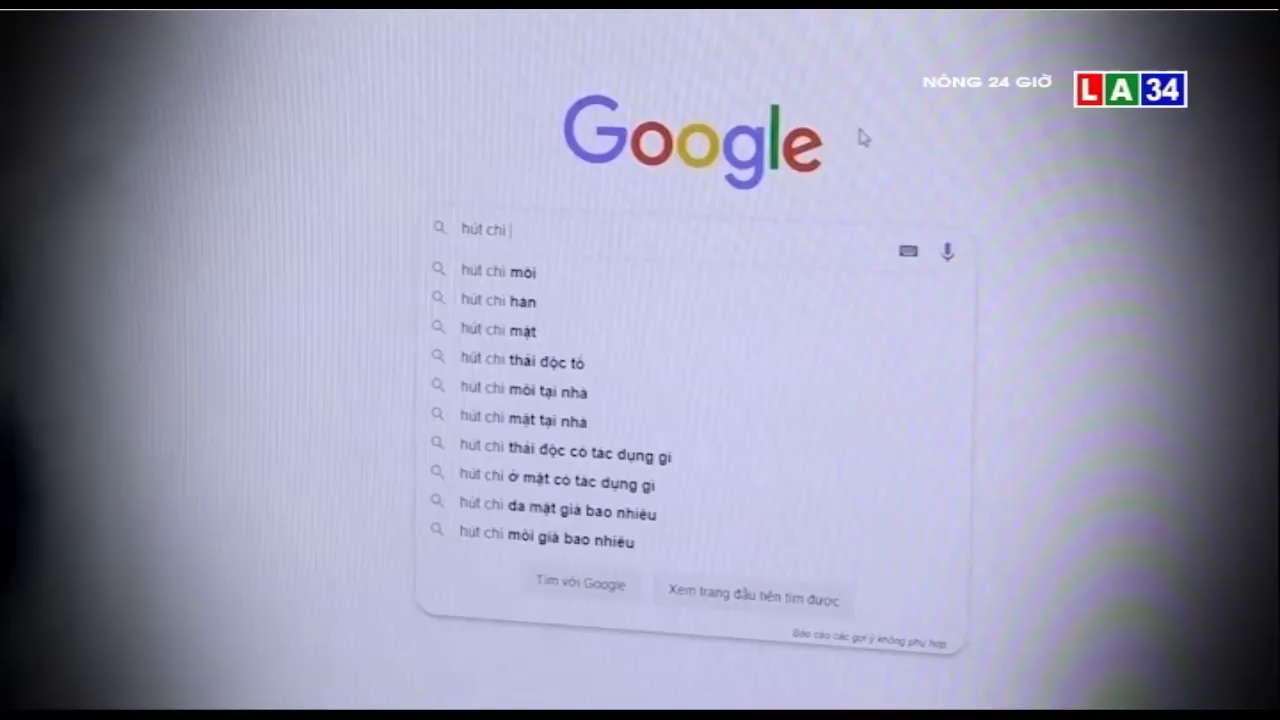 NÓNG 24 GIỜ
LA34
Google
hút chì
hút chì môi
hút chì hàn
hút chì mặt
hút chì thải độc tố
hút chì môi tại nhà
hút chì mặt tại nhà
hút chì thải độc có tác dụng gì
hút chì ở mặt có tác dụng gì
hút chì da mặt giá bao nhiêu
hút chì môi giá bao nhiêu
Tìm với Google
Xem trang đầu tiên tìm được
Báo cáo các gợi ý không phù hợp